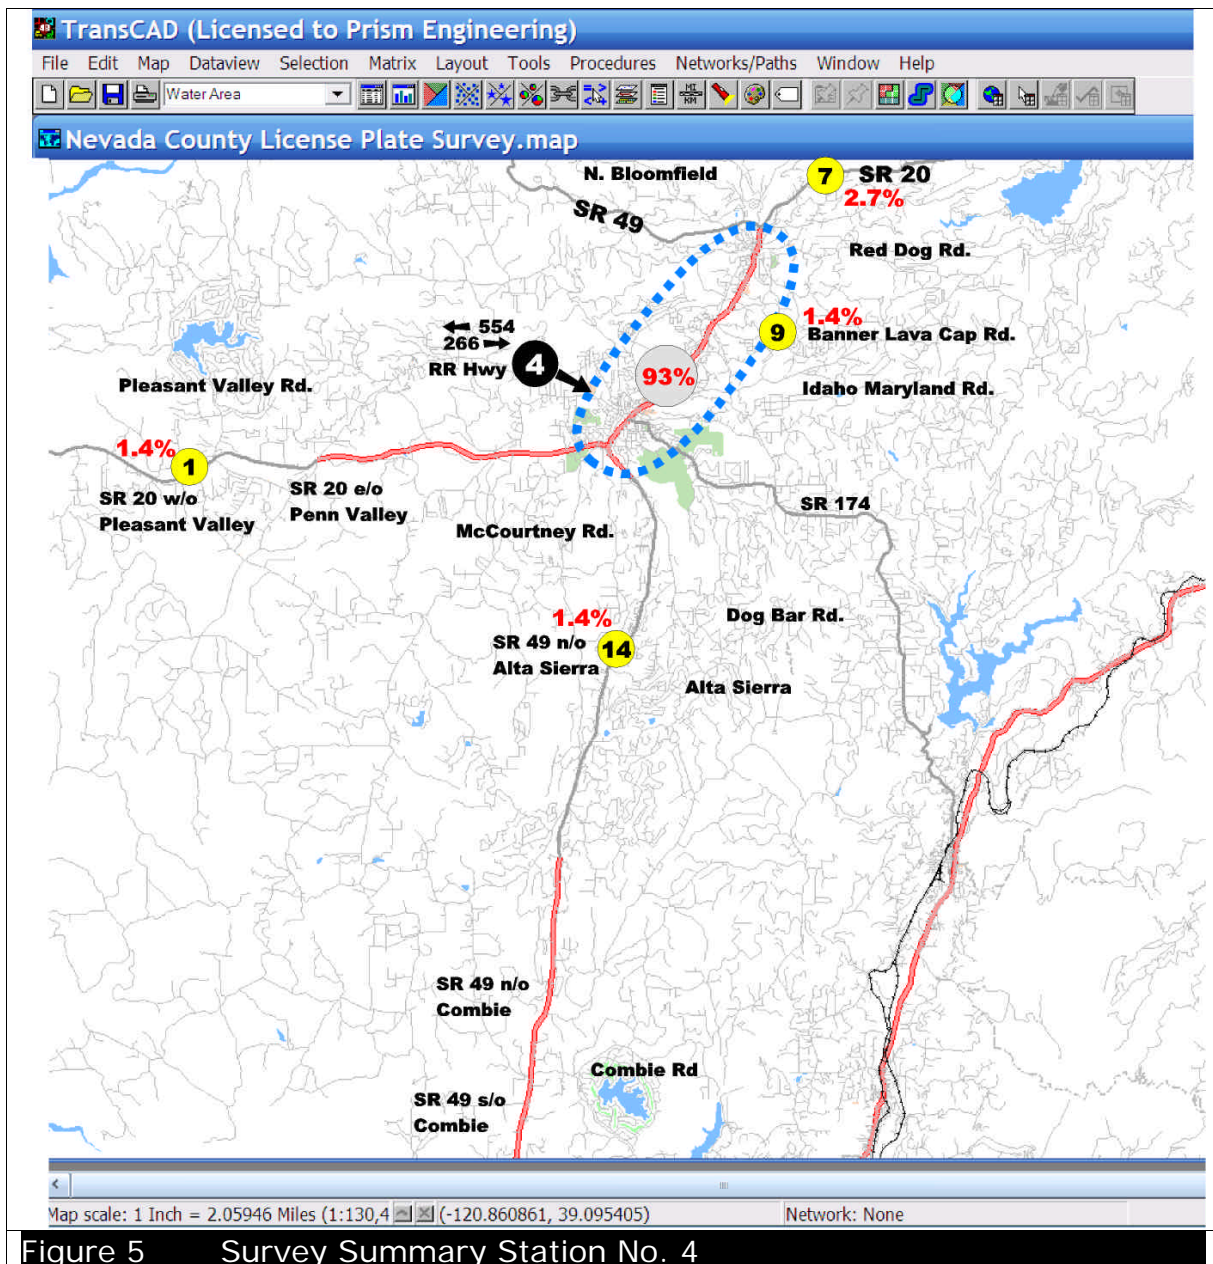 TransCAD (Licensed to Prism Engineering)
File Edit Map Dataview Selection Matrix Layout Tools Procedures Networks/Paths Window Help
Water Area
MI
KM
Nevada County License Plate Survey.map
N. Bloomfield
7 SR 20
2.7%
SR 49
Red Dog Rd.
554
266
RR Hwy 4
1.4%
9 Banner Lava Cap Rd.
93%
Pleasant Valley Rd.
Idaho Maryland Rd.
1.4%
1
SR 20 w/o
Pleasant Valley
SR 20 e/o
Penn Valley
SR 174
McCourtney Rd.
1.4%
SR 49 n/o
Alta Sierra
14
Dog Bar Rd.
Alta Sierra
SR 49 n/o
Combie
Combie Rd
SR 49 s/o
Combie
Map scale: 1 Inch = 2.05946 Miles (1:130,4 (-120.860861, 39.095405) Network: None
Figure 5 Survey Summary Station No. 4